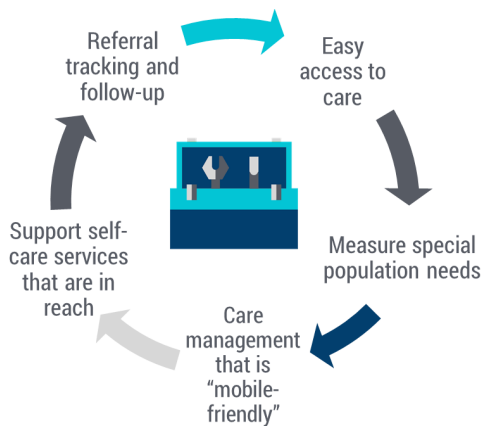 Referral
tracking and
follow-up
Easy
access to
care
Measure special
population needs
Care
management
that is
“mobile-
friendly”
Support self-
care services
that are in
reach